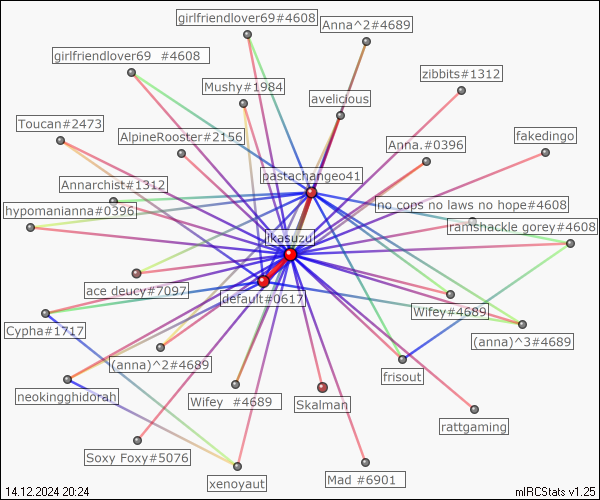 girlfriendlover69#4608
Anna^2#4689
girlfriendlover69 #4608
zibbits#1312
Mushy#1984
avelicious
Toucan#2473
AlpineRooster#2156
fakedingo
Anna.#0396
pastachangeo41
Annarchist#1312
no cops no laws no hope#4608
hypomanianna#0396
ramshackle gorey#4608
ikasuzu
ace deucy#7097
default#0617
Wifey#4689
Cypha#1717
(anna)^3#4689
(anna)^2#4689
frisout
neokingghidorah
Wifey #4689
Skalman
rattgaming
Soxy Foxy#5076
xenoyaut
Mad #6901
14.12.2024 20:24
mIRCStats v1.25